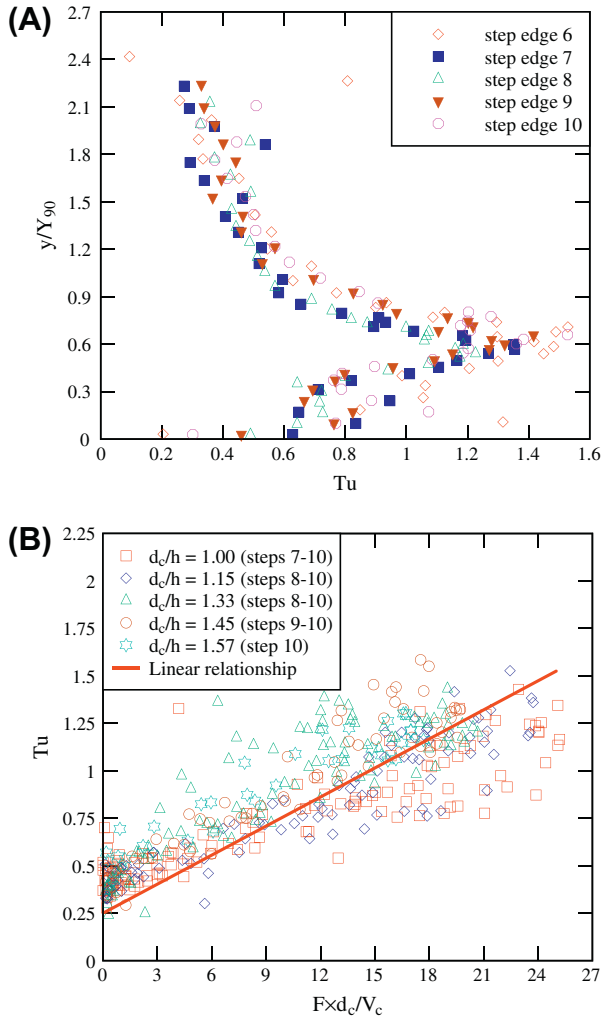 (A)
2.7
2.4
2.1
1.8
1.5
1.2
0.9
0.6
0.3
0
y/Y90
step edge 6
step edge 7
step edge 8
step edge 9
step edge 10
0 0.2 0.4 0.6 0.8 1 1.2 1.4 1.6
Tu
(B)
2.25
2
1.75
1.5
1.25
1
0.75
0.5
0.25
0
Tu
dc/h = 1.00 (steps 7-10)
dc/h = 1.15 (steps 8-10)
dc/h = 1.33 (steps 8-10)
dc/h = 1.45 (steps 9-10)
dc/h = 1.57 (step 10)
Linear relationship
0 3 6 9 12 15 18 21 24 27
F×dc/Vc